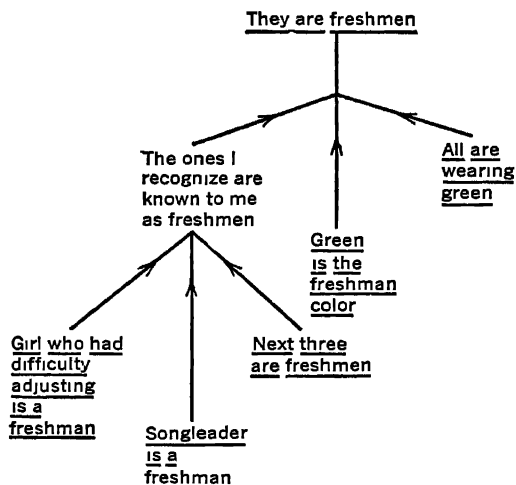 They are freshmen
The ones I
recognize are
known to me
as freshmen
Green
is the
freshman
color
All are
wearing
green
Girl who had
difficulty
adjusting
is a
freshman
Songleader
is a
freshman
Next three
are freshmen